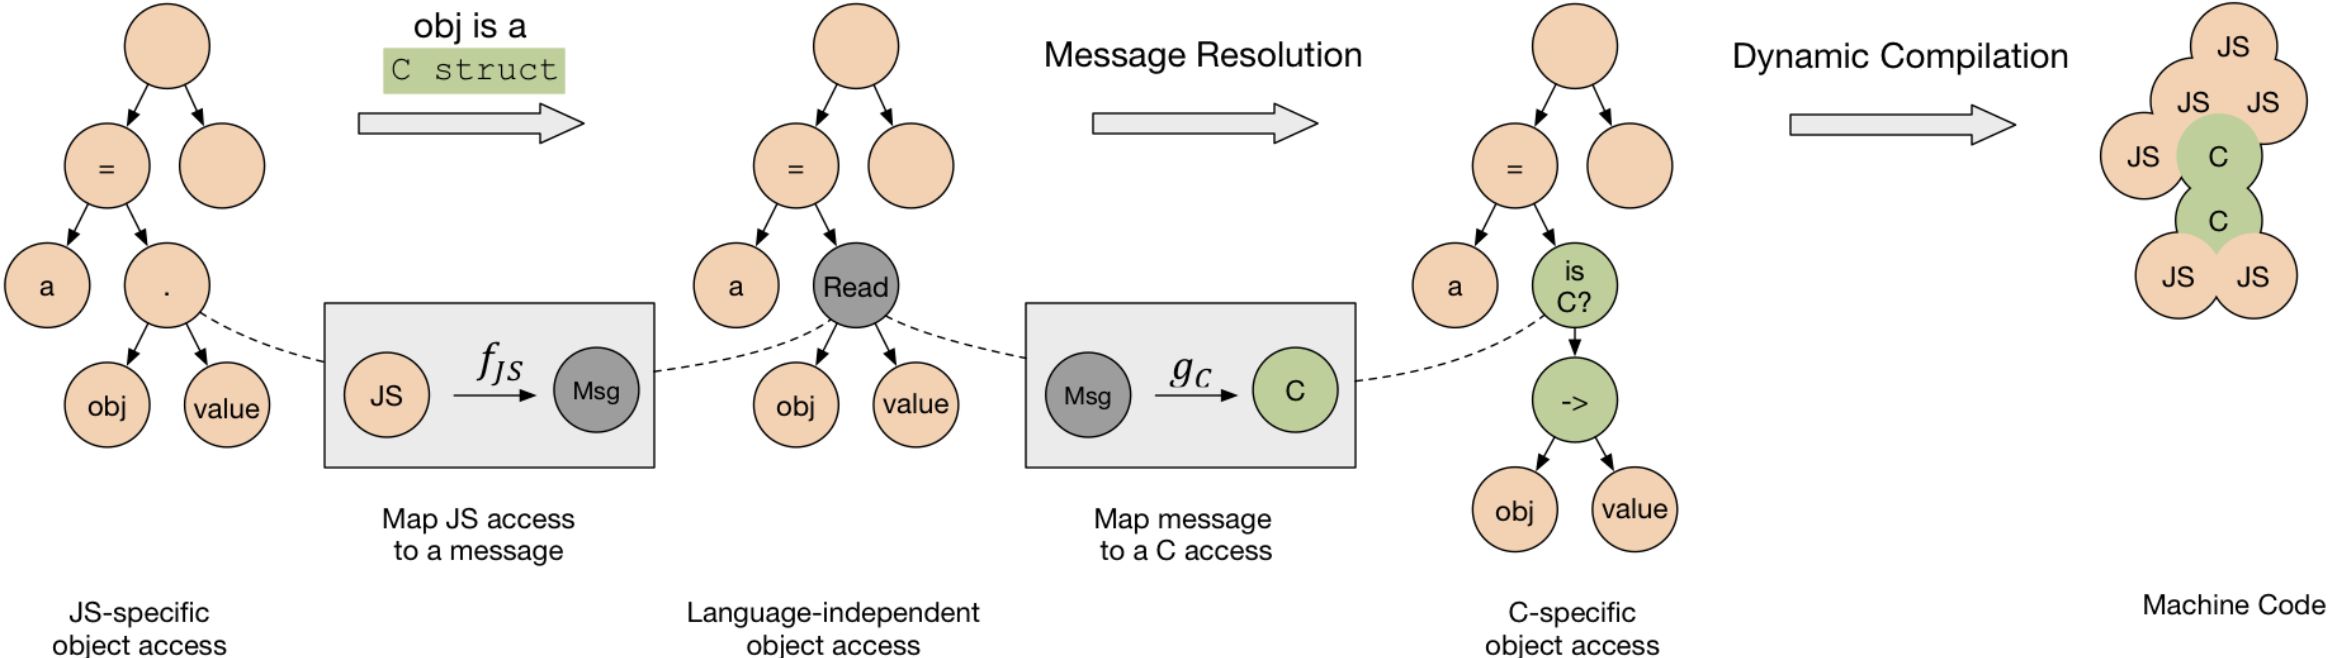 obj is a
C struct
Message Resolution
Dynamic Compilation
=
a
.
obj
value
JS
f_JS
Msg
Map JS access
to a message
JS-specific
object access
=
a
Read
obj
value
Msg
g_C
C
Map message
to a C access
Language-independent
object access
=
a
is
C?
->
obj
value
C-specific
object access
JS
JS JS
JS C
C
JS JS
Machine Code